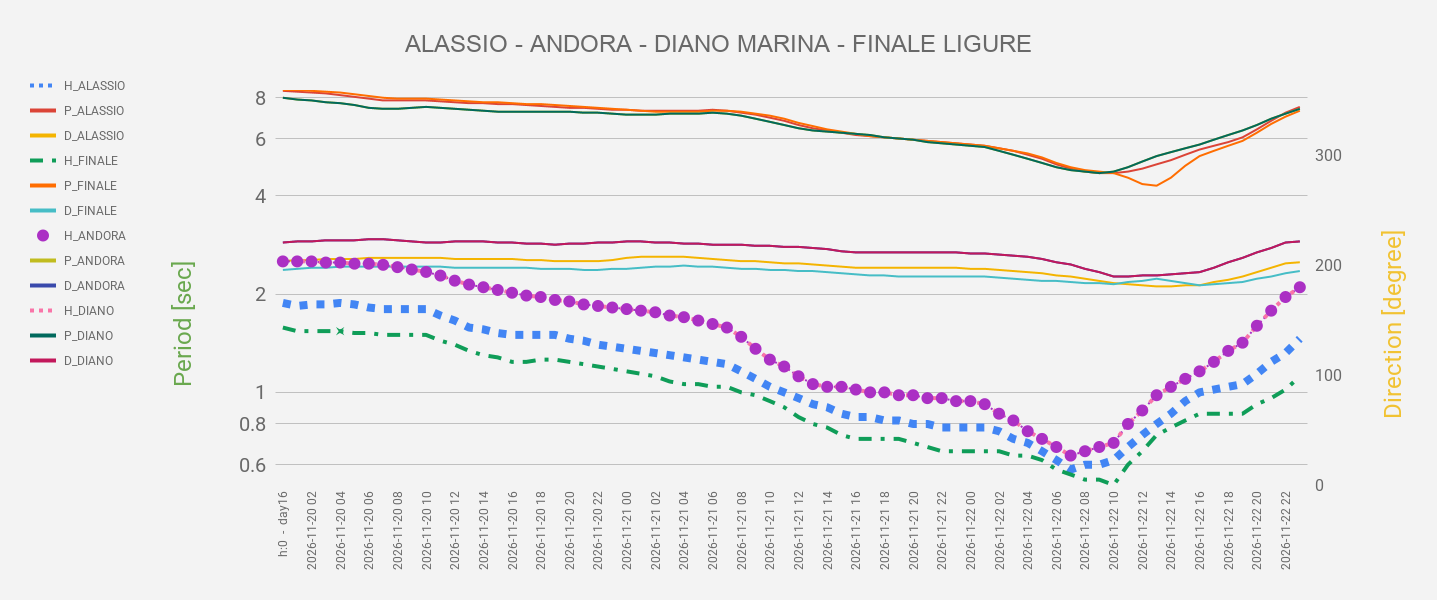 ALASSIO - ANDORA - DIANO MARINA - FINALE LIGURE
H_ALASSIO
P_ALASSIO
D_ALASSIO
H_FINALE
P_FINALE
D_FINALE
H_ANDORA
P_ANDORA
D_ANDORA
H_DIANO
P_DIANO
D_DIANO
Period [sec]
8
6
4
2
1
0.8
0.6
300
200
100
0
Direction [degree]
h:0 - day16
2026-11-20 02
2026-11-20 04
2026-11-20 06
2026-11-20 08
2026-11-20 10
2026-11-20 12
2026-11-20 14
2026-11-20 16
2026-11-20 18
2026-11-20 20
2026-11-20 22
2026-11-21 00
2026-11-21 02
2026-11-21 04
2026-11-21 06
2026-11-21 08
2026-11-21 10
2026-11-21 12
2026-11-21 14
2026-11-21 16
2026-11-21 18
2026-11-21 20
2026-11-21 22
2026-11-22 00
2026-11-22 02
2026-11-22 04
2026-11-22 06
2026-11-22 08
2026-11-22 10
2026-11-22 12
2026-11-22 14
2026-11-22 16
2026-11-22 18
2026-11-22 20
2026-11-22 22